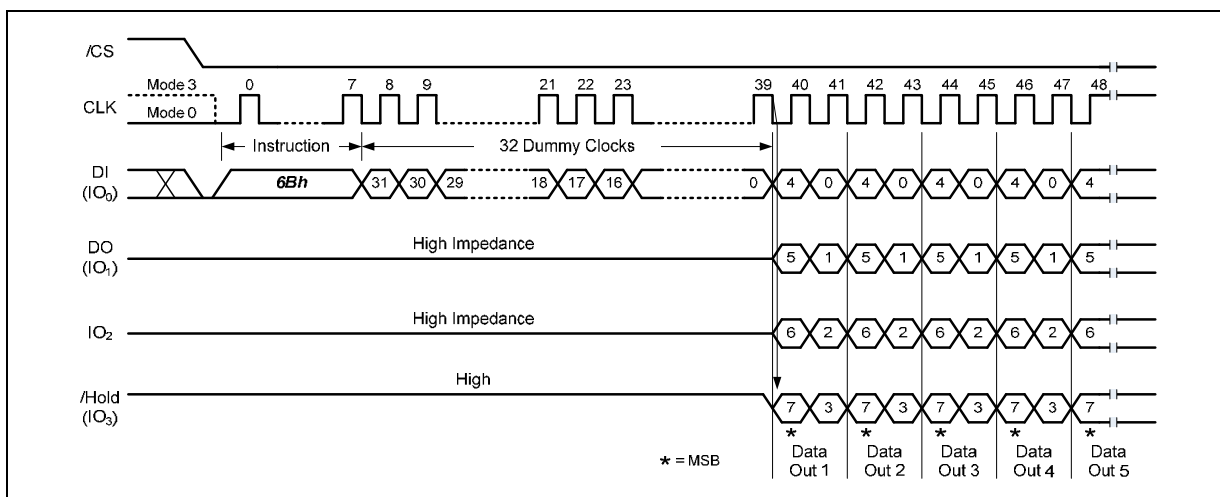 /CS
Mode 3 0 7 8 9 21 22 23 39 40 41 42 43 44 45 46 47 48
CLK
Mode 0
Instruction 32 Dummy Clocks
DI
(IO₀)
6Bh 31 30 29 18 17 16 0 4 0 4 0 4 0 4 0 4
High Impedance
DO
(IO₁)
5 1 5 1 5 1 5 1 5
High Impedance
IO₂
6 2 6 2 6 2 6 2 6
High
/Hold
(IO₃)
7 3 7 3 7 3 7 3 7
* * * * *
* = MSB
Data Data Data Data Data
Out 1 Out 2 Out 3 Out 4 Out 5